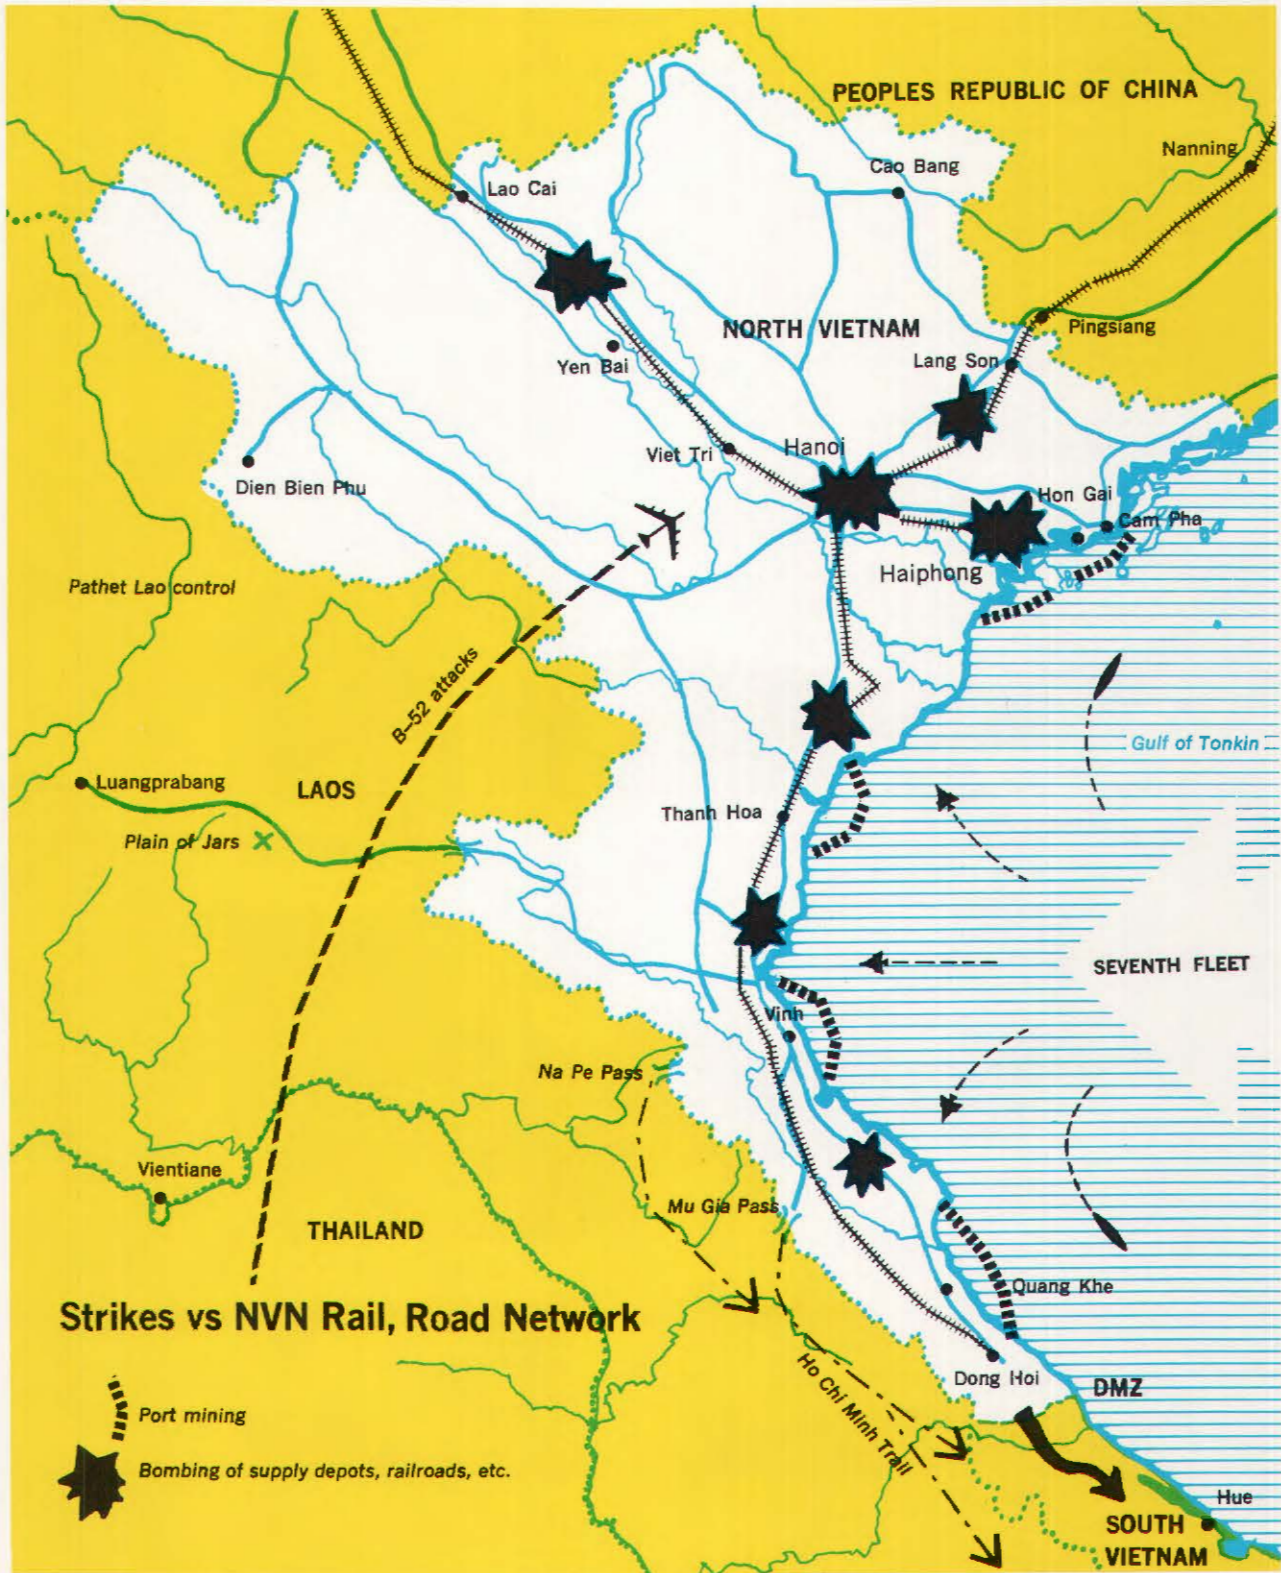 PEOPLES REPUBLIC OF CHINA
Nanning
Cao Bang
Lao Cai
Pingsiang
NORTH VIETNAM
Lang Son
Yen Bai
Hanoi
Viet Tri
Dien Bien Phu
Hon Gai
Cam Pha
Haiphong
Pathet Lao control
B-52 attacks
Gulf of Tonkin
Luangprabang
LAOS
Thanh Hoa
Plain of Jars
SEVENTH FLEET
Vinh
Na Pe Pass
Vientiane
Mu Gia Pass
THAILAND
Quang Khe
Strikes vs NVN Rail, Road Network
Dong Hoi
DMZ
Ho Chi Minh Trail
Port mining
Bombing of supply depots, railroads, etc.
Hue
SOUTH
VIETNAM